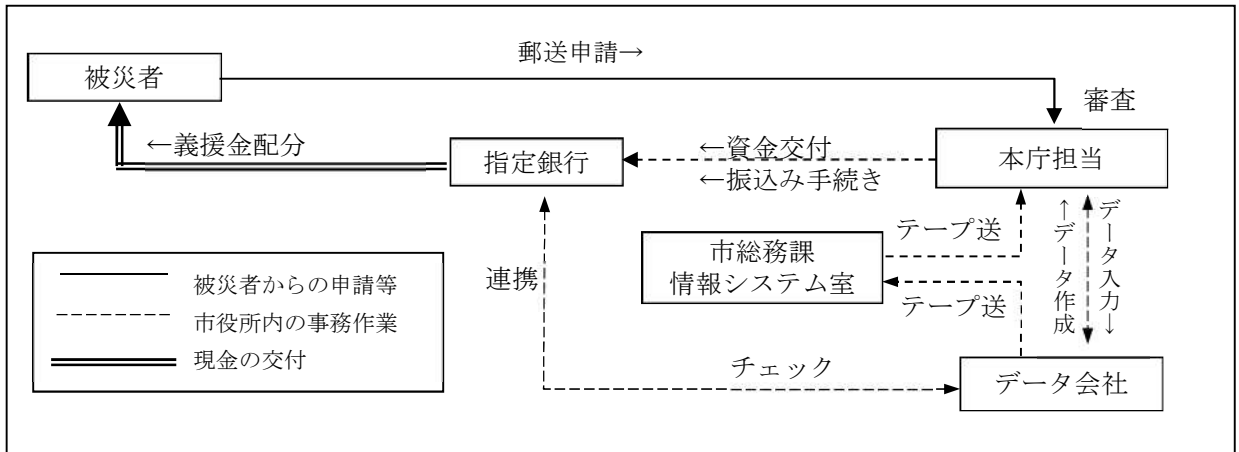 郵送申請→
被災者
審査
←義援金配分
指定銀行
←資金交付
←振込み手続き
本庁担当
テープ送
市総務課
情報システム室
テープ送
↑データ作成
データ入力↓
連携
被災者からの申請等
市役所内の事務作業
現金の交付
チェック
データ会社